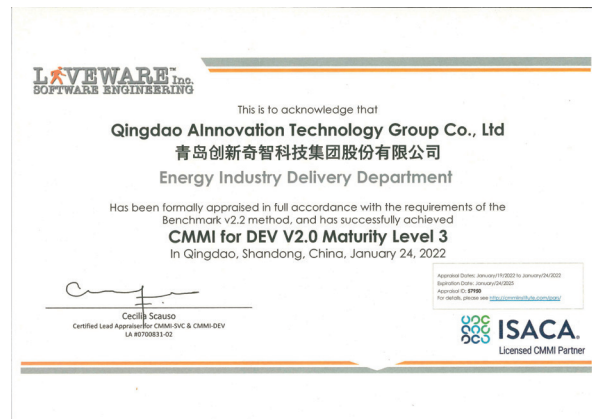 LIVEWARE™ Inc.
SOFTWARE ENGINEERING
This is to acknowledge that
Qingdao AInnovation Technology Group Co., Ltd
青岛创新奇智科技集团股份有限公司
Energy Industry Delivery Department
Has been formally appraised in full accordance with the requirements of the
Benchmark v2.2 method, and has successfully achieved
CMMI for DEV V2.0 Maturity Level 3
In Qingdao, Shandong, China, January 24, 2022
Appraisal Dates: January/19/2022 to January/24/2022
Expiration Date: January/24/2025
Appraisal ID: 57950
For details, please see http://cmmiinstitute.com/pars/
Cecilia Scauso
Certified Lead Appraiser for CMMI-SVC & CMMI-DEV
LA #0700831-02
ISACA.
Licensed CMMI Partner